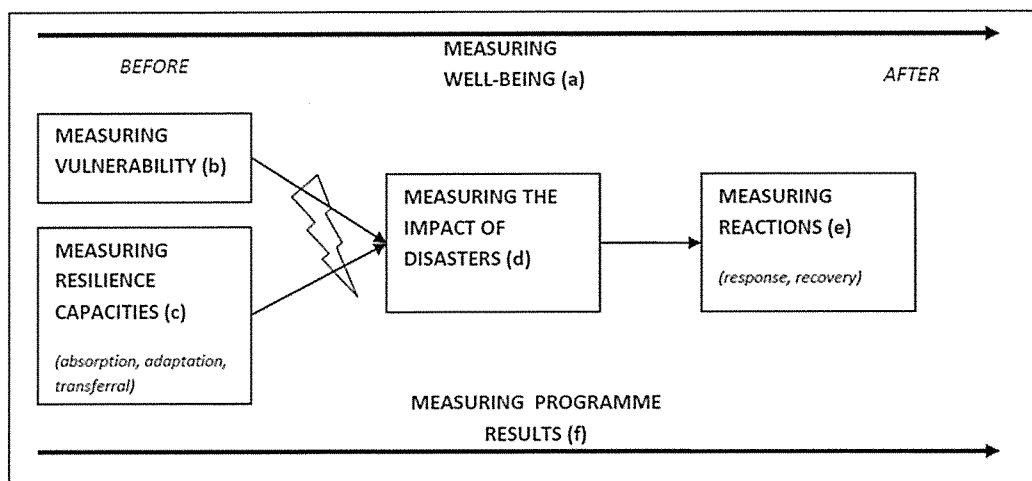 MEASURING
WELL-BEING (a)
BEFORE
AFTER
MEASURING
VULNERABILITY (b)
MEASURING
RESILIENCE
CAPACITIES (c)
(absorption, adaptation,
transferral)
MEASURING THE
IMPACT OF
DISASTERS (d)
MEASURING
REACTIONS (e)
(response, recovery)
MEASURING PROGRAMME
RESULTS (f)